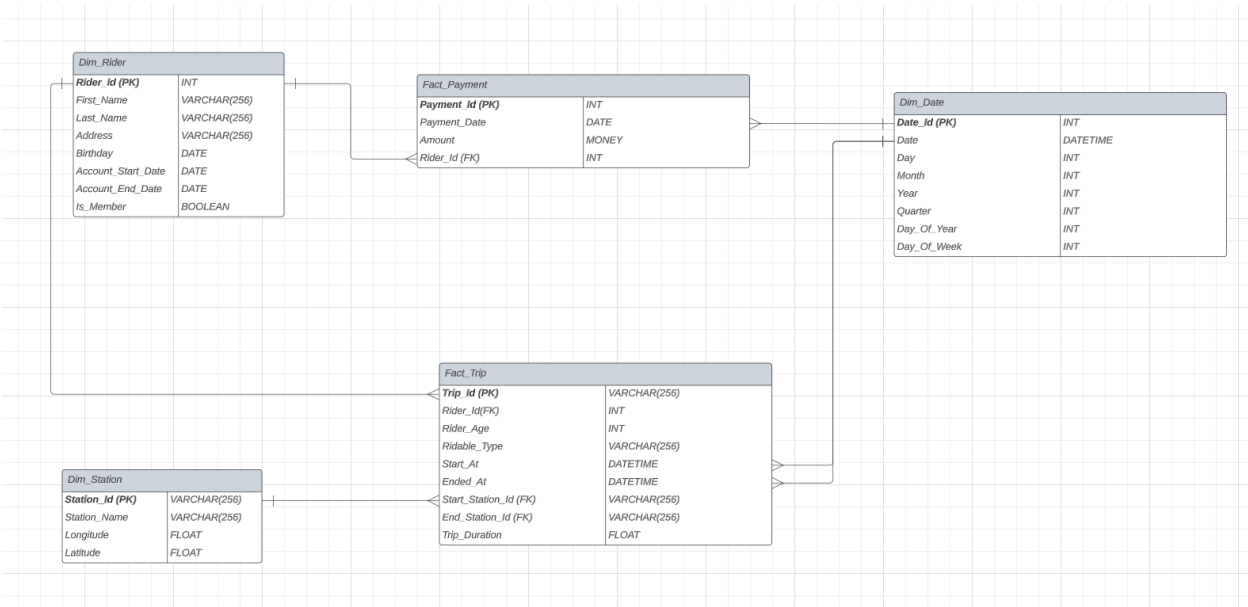 Dim_Rider
Rider_Id (PK) INT
First_Name VARCHAR(256)
Last_Name VARCHAR(256)
Address VARCHAR(256)
Birthday DATE
Account_Start_Date DATE
Account_End_Date DATE
Is_Member BOOLEAN
Fact_Payment
Payment_Id (PK) INT
Payment_Date DATE
Amount MONEY
Rider_Id (FK) INT
Dim_Date
Date_Id (PK) INT
Date DATETIME
Day INT
Month INT
Year INT
Quarter INT
Day_Of_Year INT
Day_Of_Week INT
Fact_Trip
Trip_Id (PK) VARCHAR(256)
Rider_Id(FK) INT
Rider_Age INT
Ridable_Type VARCHAR(256)
Start_At DATETIME
Ended_At DATETIME
Start_Station_Id (FK) VARCHAR(256)
End_Station_Id (FK) VARCHAR(256)
Trip_Duration FLOAT
Dim_Station
Station_Id (PK) VARCHAR(256)
Station_Name VARCHAR(256)
Longitude FLOAT
Latitude FLOAT